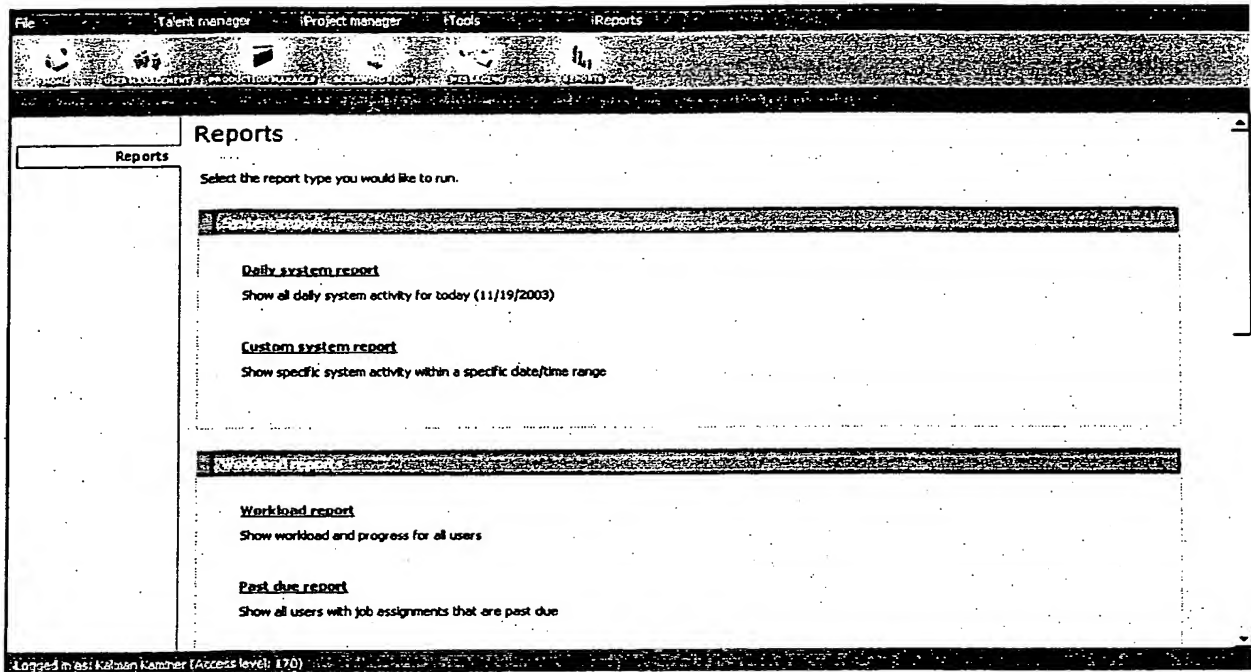 File Talent manager Project manager Tools Reports
REPORTS
Reports
Reports
Select the report type you would like to run.
Daily system report
Show all daily system activity for today (11/19/2003)
Custom system report
Show specific system activity within a specific date/time range
Workload reports
Workload report
Show workload and progress for all users
Past due report
Show all users with job assignments that are past due
Logged in as: Kalman (Access level: 170)